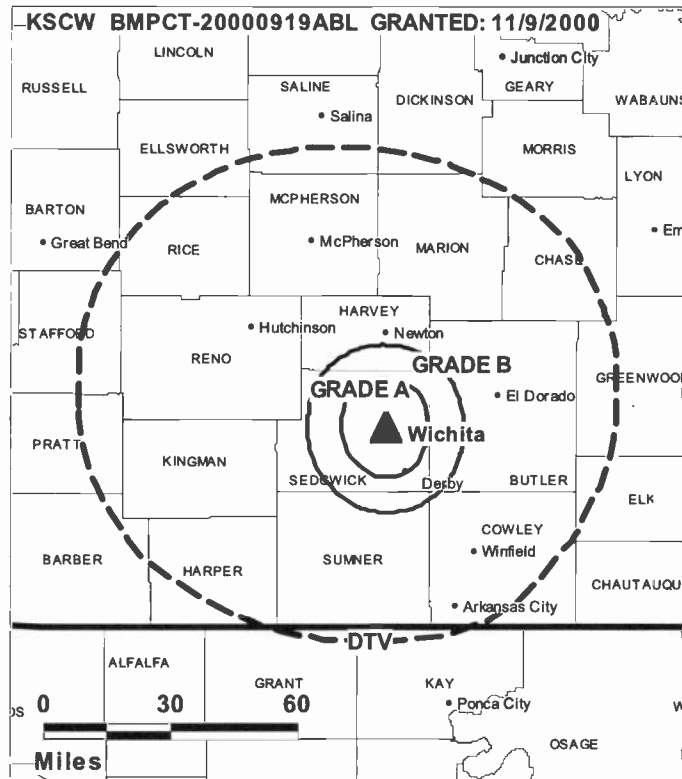 KSCW BMPCT-20000919ABL GRANTED: 11/9/2000
LINCOLN
Junction City
RUSSELL
SALINE
GEARY
DICKINSON
WABAUNS
Salina
ELLSWORTH
MORRIS
LYON
MCPHERSON
BARTON
Great Bend
RICE
McPherson
MARION
CHASE
Em
HARVEY
STAFFORD
Hutchinson
Newton
RENO
GRADE B
GREENWOOD
GRADE A
El Dorado
Wichita
PRATT
KINGMAN
SEDGWICK
Derby
BUTLER
ELK
COWLEY
BARBER
HARPER
SUMNER
Winfield
CHAUTAUQU
Arkansas City
DTV
ALFALFA
GRANT
KAY
OS
0 30 60
Ponca City
W
Miles
OSAGE